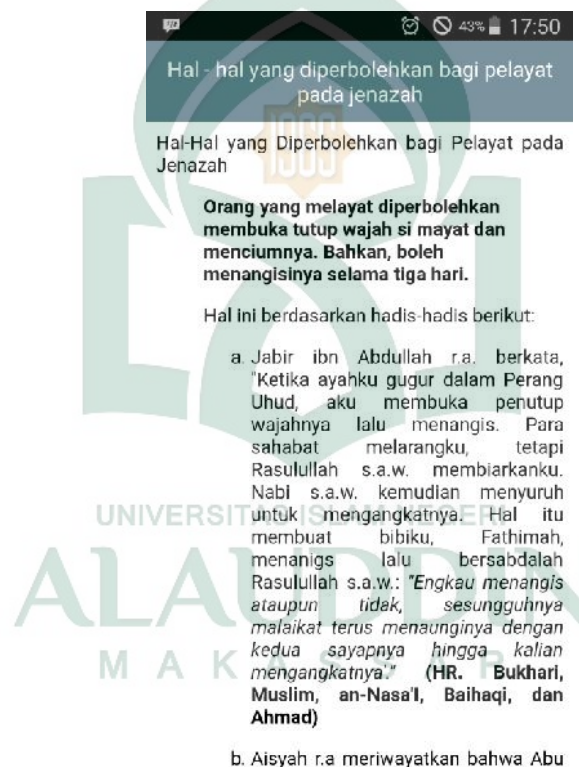 43% 17:50
Hal - hal yang diperbolehkan bagi pelayat
pada jenazah
1965
Hal-Hal yang Diperbolehkan bagi Pelayat pada
Jenazah
Orang yang melayat diperbolehkan
membuka tutup wajah si mayat dan
menciumnya. Bahkan, boleh
menangisinya selama tiga hari.
Hal ini berdasarkan hadis-hadis berikut:
a. Jabir ibn Abdullah r.a. berkata,
"Ketika ayahku gugur dalam Perang
Uhud, aku membuka penutup
wajahnya lalu menangis. Para
sahabat melarangku, tetapi
Rasulullah s.a.w. membiarkanku.
Nabi s.a.w. kemudian menyuruh
untuk mengangkatnya. Hal itu
membuat bibiku, Fathimah,
menanigs lalu bersabdalah
Rasulullah s.a.w.: "Engkau menangis
ataupun tidak, sesungguhnya
malaikat terus menaunginya dengan
kedua sayapnya hingga kalian
mengangkatnya'." (HR. Bukhari,
Muslim, an-Nasa'I, Baihaqi, dan
Ahmad)
b. Aisyah r.a meriwayatkan bahwa Abu
UNIVERSITAS ISLAM NEGERI
ALAUDDIN
MAKASSAR